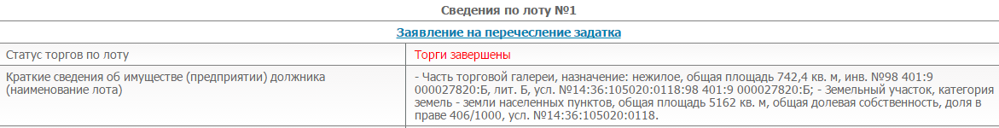 Сведения по лоту №1
Заявление на перечесление задатка
Статус торгов по лоту
Торги завершены
Краткие сведения об имуществе (предприятии) должника
(наименование лота)
- Часть торговой галереи, назначение: нежилое, общая площадь 742,4 кв. м, инв. №98 401:9
000027820:Б, лит. Б, усл. №14:36:105020:0118:98 401:9 000027820:Б; - Земельный участок, категория
земель - земли населенных пунктов, общая площадь 5162 кв. м, общая долевая собственность, доля в
праве 406/1000, усл. №14:36:105020:0118.